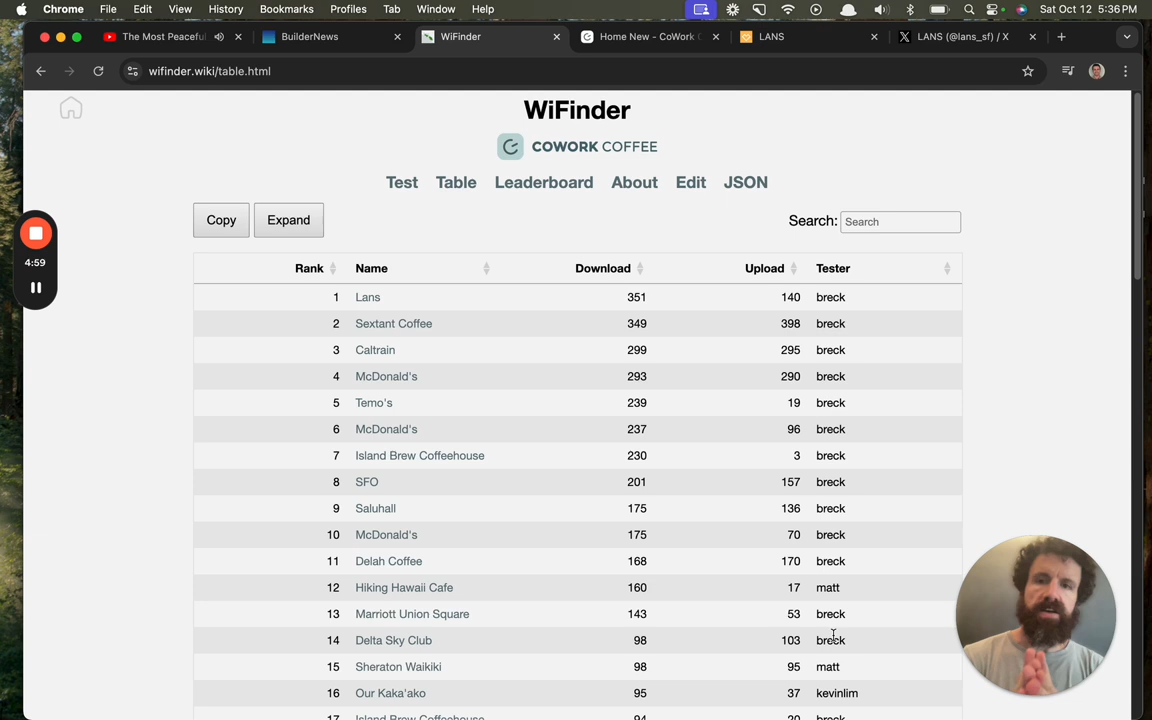 Chrome File Edit View History Bookmarks Profiles Tab Window Help Sat Oct 12 5:36 PM
The Most Peaceful BuilderNews WiFinder Home New - CoWork C LANS LANS (@lans_sf) / X
wifinder.wiki/table.html
WiFinder
COWORK COFFEE
Test Table Leaderboard About Edit JSON
Copy Expand Search: Search
4:59
Rank Name Download Upload Tester
1 Lans 351 140 breck
2 Sextant Coffee 349 398 breck
3 Caltrain 299 295 breck
4 McDonald's 293 290 breck
5 Temo's 239 19 breck
6 McDonald's 237 96 breck
7 Island Brew Coffeehouse 230 3 breck
8 SFO 201 157 breck
9 Saluhall 175 136 breck
10 McDonald's 175 70 breck
11 Delah Coffee 168 170 breck
12 Hiking Hawaii Cafe 160 17 matt
13 Marriott Union Square 143 53 breck
14 Delta Sky Club 98 103 breck
15 Sheraton Waikiki 98 95 matt
16 Our Kaka'ako 95 37 kevinlim
17 Island Brew Coffeehouse 94 20 breck